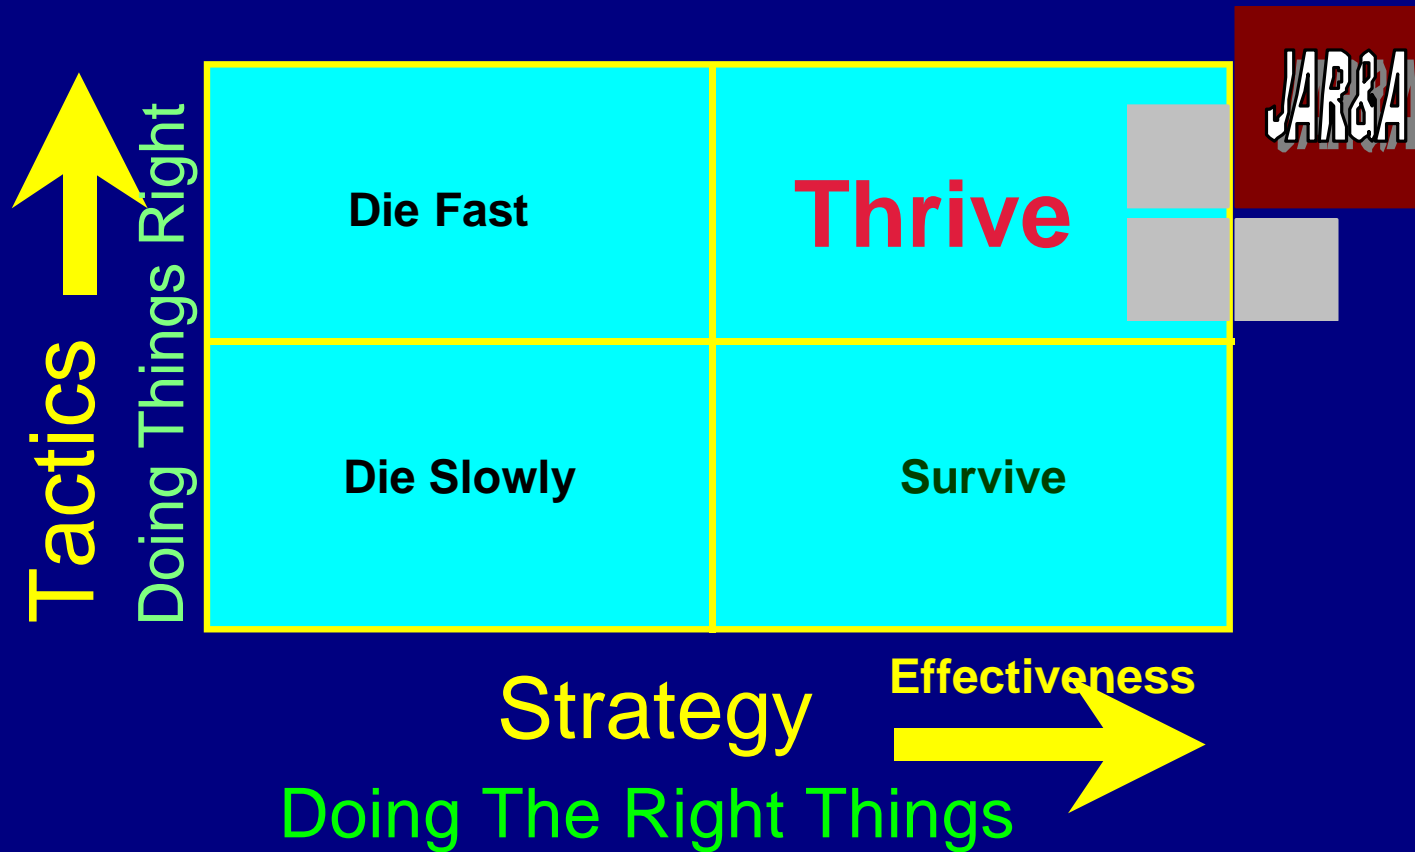 JAR&A
Tactics
Doing Things Right
Die Fast
Thrive
Die Slowly
Survive
Effectiveness
Strategy
Doing The Right Things